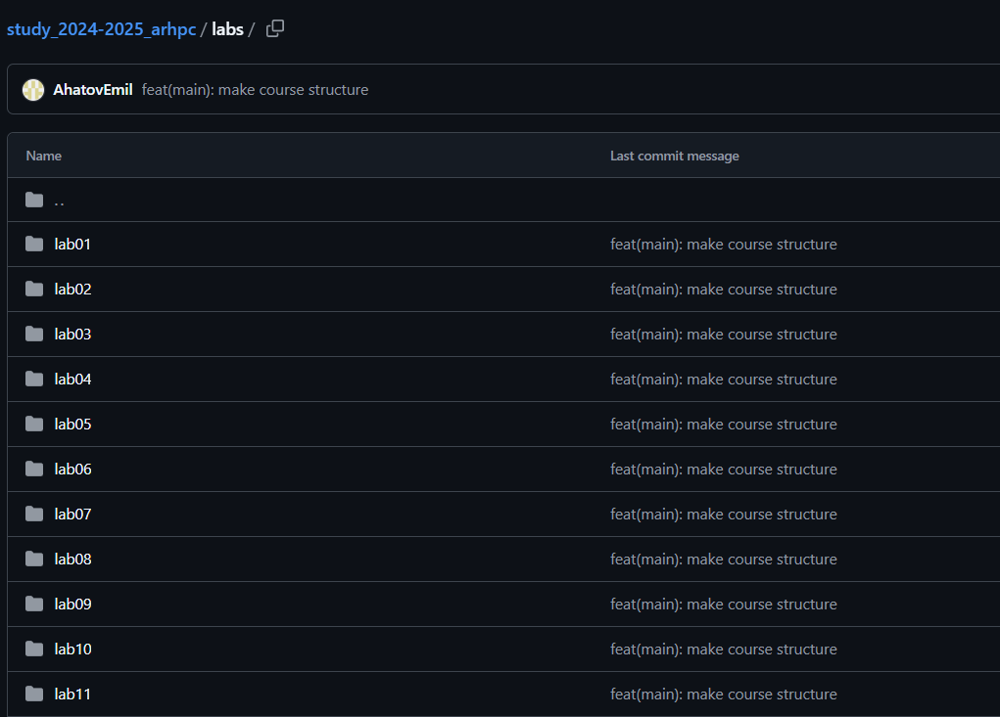 study_2024-2025_arhpc / labs /
AhatovEmil feat(main): make course structure
Name Last commit message
..
lab01 feat(main): make course structure
lab02 feat(main): make course structure
lab03 feat(main): make course structure
lab04 feat(main): make course structure
lab05 feat(main): make course structure
lab06 feat(main): make course structure
lab07 feat(main): make course structure
lab08 feat(main): make course structure
lab09 feat(main): make course structure
lab10 feat(main): make course structure
lab11 feat(main): make course structure